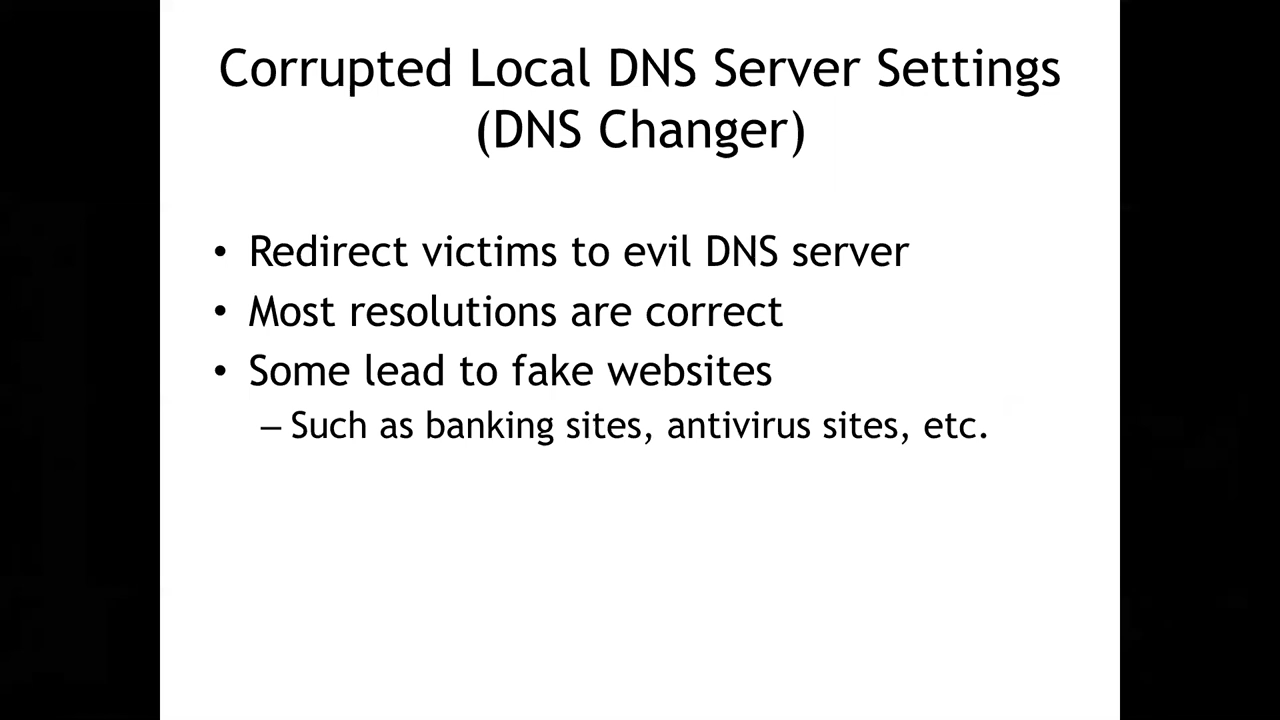 Corrupted Local DNS Server Settings
(DNS Changer)
• Redirect victims to evil DNS server
• Most resolutions are correct
• Some lead to fake websites
– Such as banking sites, antivirus sites, etc.